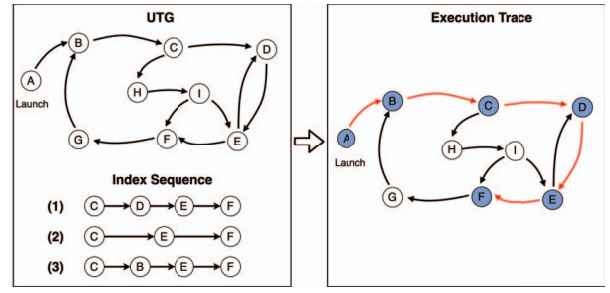 UTG
B
C
D
A
Launch
H
I
G
F
E
Index Sequence
(1) C D E F
(2) C E F
(3) C B E F
Execution Trace
B
C
D
A
Launch
H
I
G
F
E